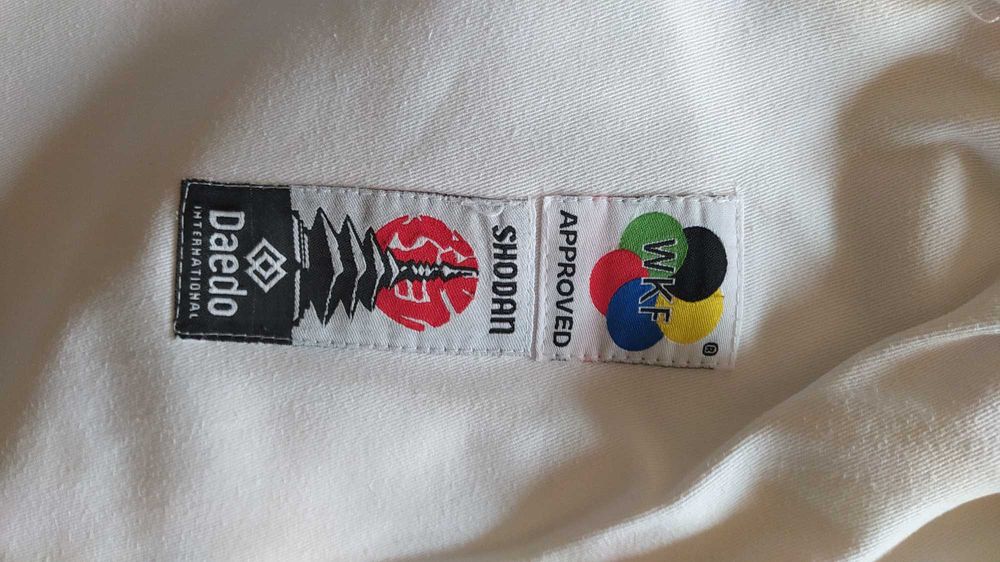 WKF
®
APPROVED
SHODAN
Daedo
INTERNATIONAL